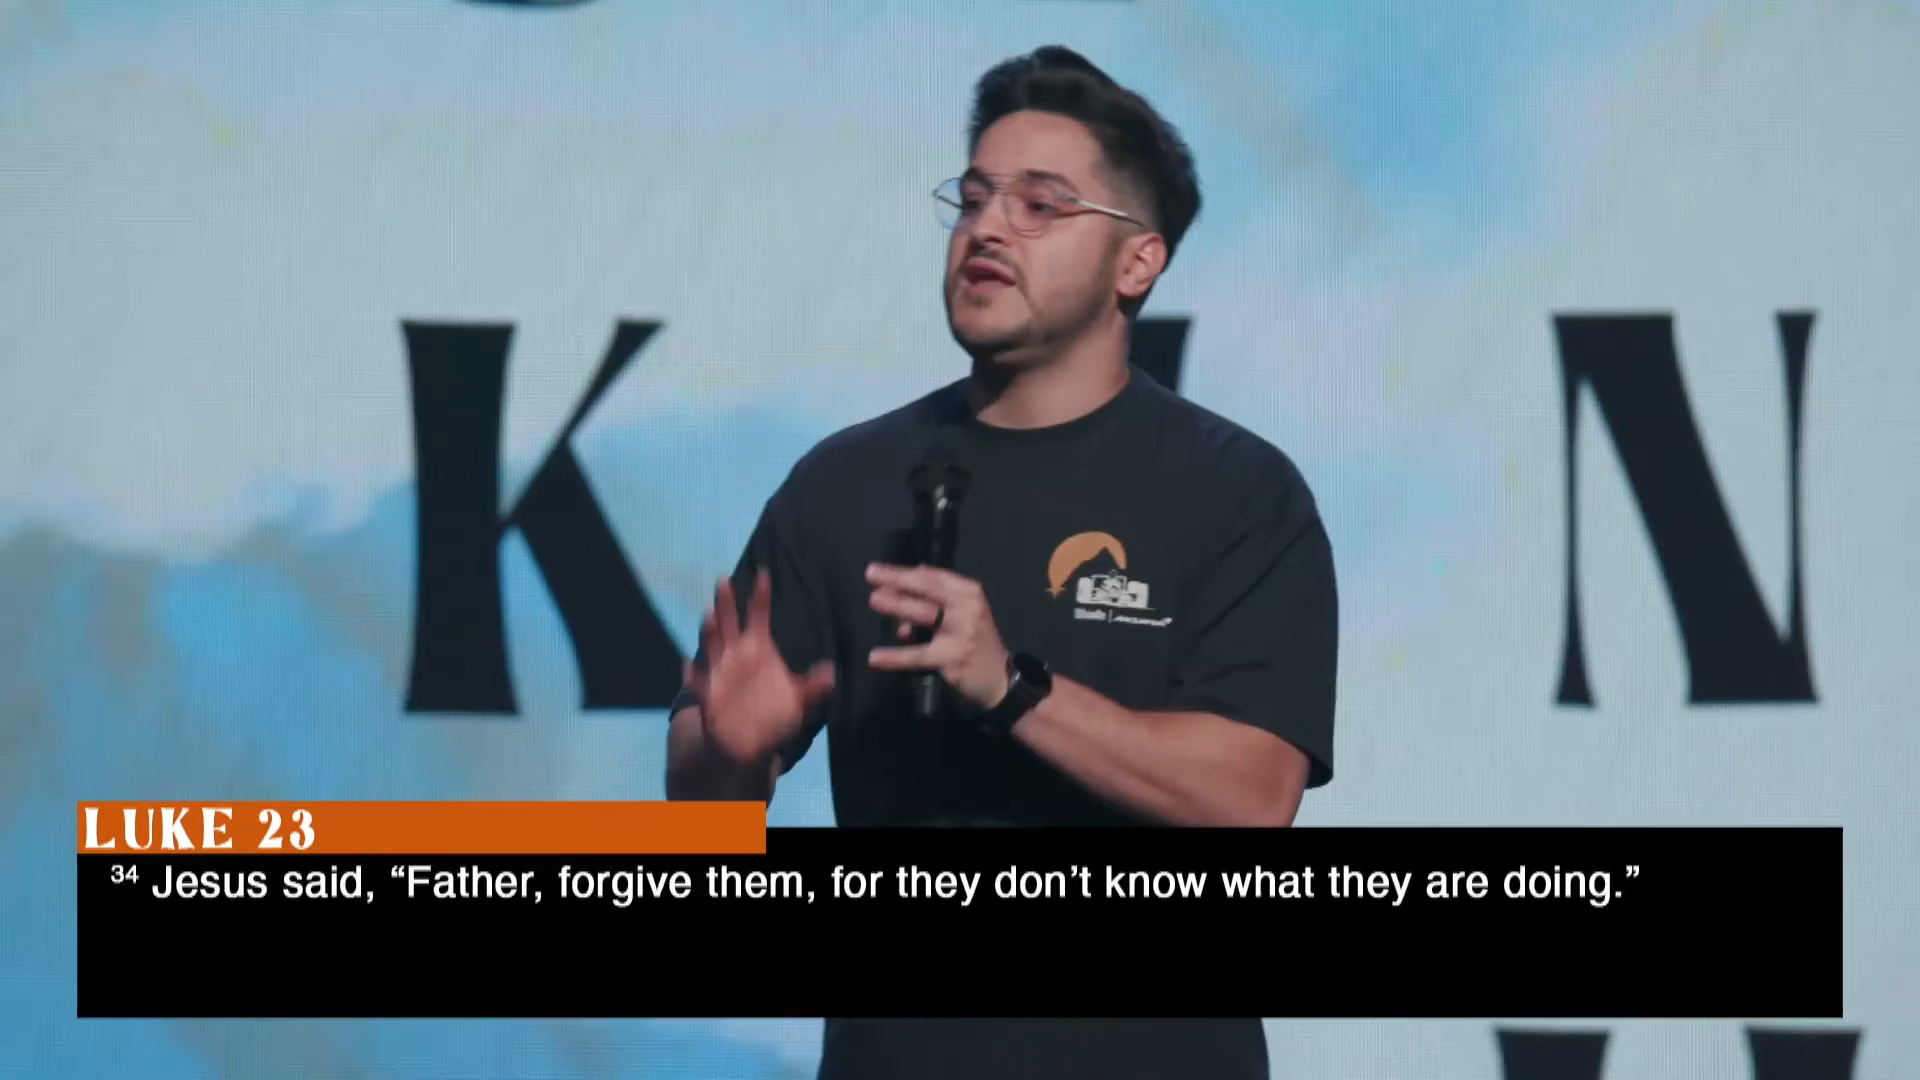 K I N
LUKE 23
34 Jesus said, “Father, forgive them, for they don’t know what they are doing.”